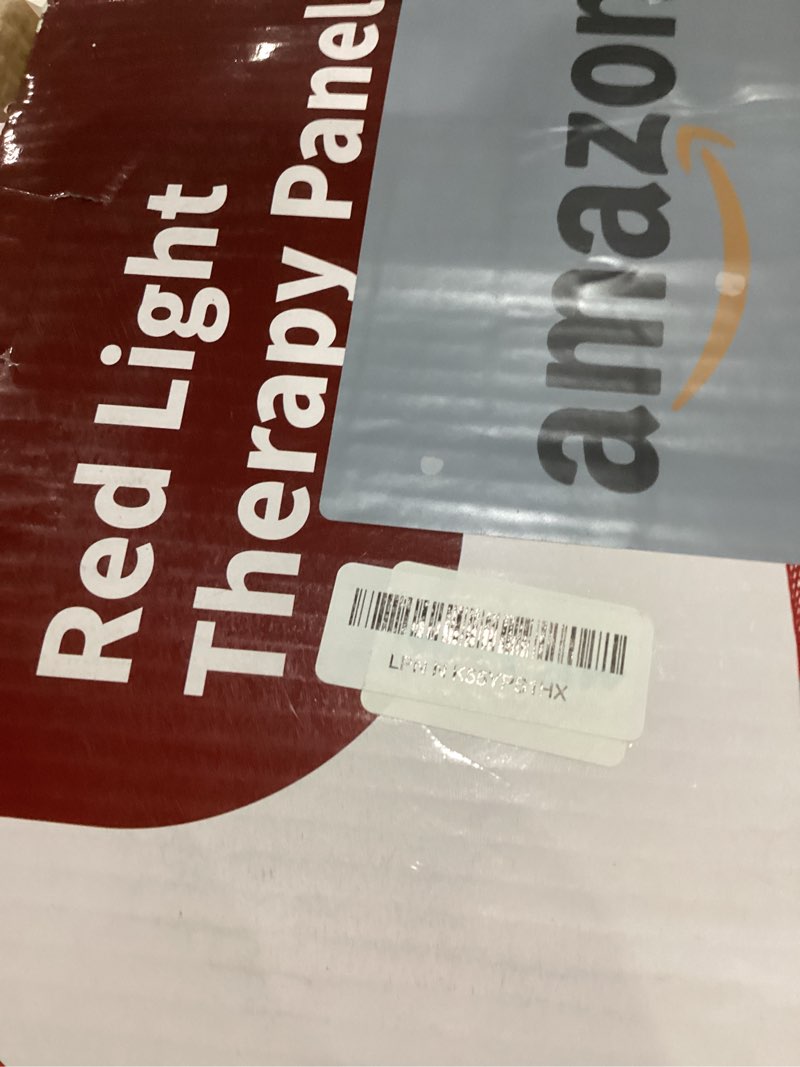 Red Light
Therapy Panel
amazon